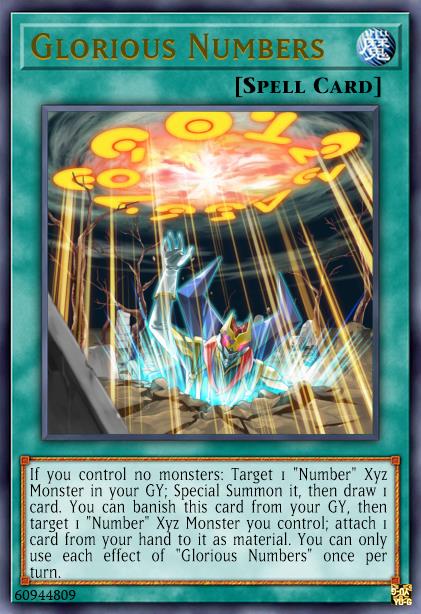 Glorious Numbers
魔
[Spell Card]
If you control no monsters: Target 1 "Number" Xyz
Monster in your GY; Special Summon it, then draw 1
card. You can banish this card from your GY, then
target 1 "Number" Xyz Monster you control; attach 1
card from your hand to it as material. You can only
use each effect of "Glorious Numbers" once per
turn.
60944809